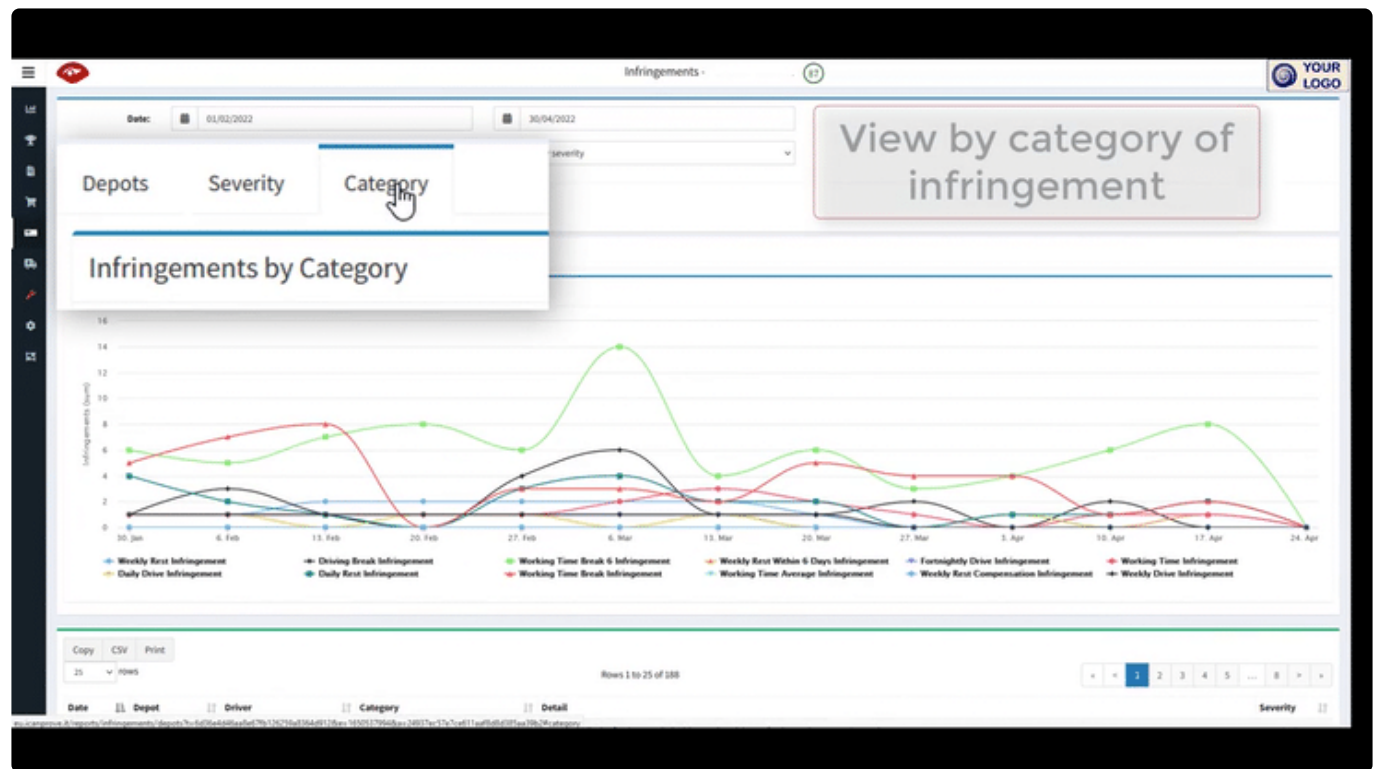 Infringements -
87
YOUR
LOGO
Date:
01/02/2022
30/04/2022
severity
View by category of
infringement
Depots
Severity
Category
Infringements by Category
16
14
12
10
8
6
4
2
0
Infringements (sum)
30. Jan
6. Feb
13. Feb
20. Feb
27. Feb
6. Mar
13. Mar
20. Mar
27. Mar
3. Apr
10. Apr
17. Apr
24. Apr
Weekly Rest Infringement
Driving Break Infringement
Working Time Break 6 Infringement
Weekly Rest Within 6 Days Infringement
Fortnightly Drive Infringement
Working Time Infringement
Daily Drive Infringement
Daily Rest Infringement
Working Time Break Infringement
Working Time Average Infringement
Weekly Rest Compensation Infringement
Weekly Drive Infringement
Copy CSV Print
25 rows
Rows 1 to 25 of 188
« < 1 2 3 4 5 ... 8 > »
Date Depot Driver Category Detail Severity